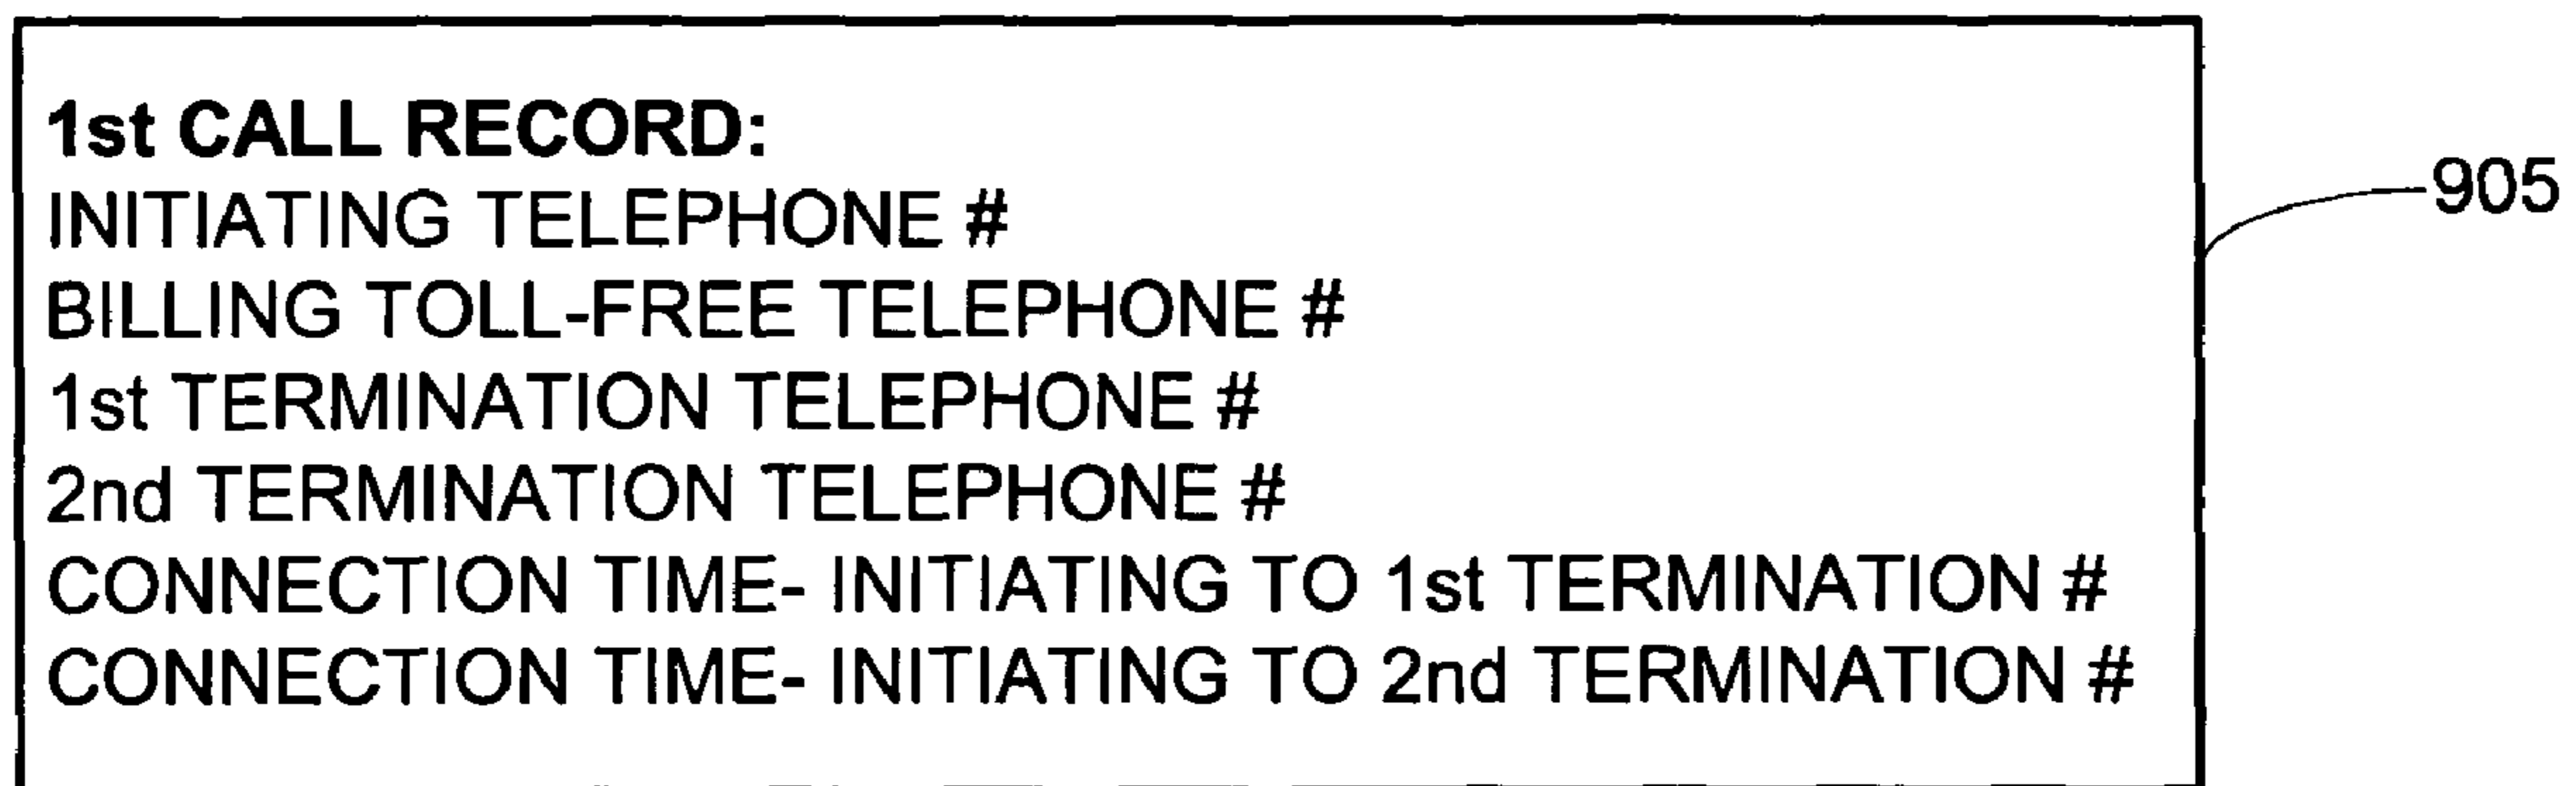 1st CALL RECORD:
INITIATING TELEPHONE #
BILLING TOLL-FREE TELEPHONE #
1st TERMINATION TELEPHONE #
2nd TERMINATION TELEPHONE #
CONNECTION TIME- INITIATING TO 1st TERMINATION #
CONNECTION TIME- INITIATING TO 2nd TERMINATION #
905